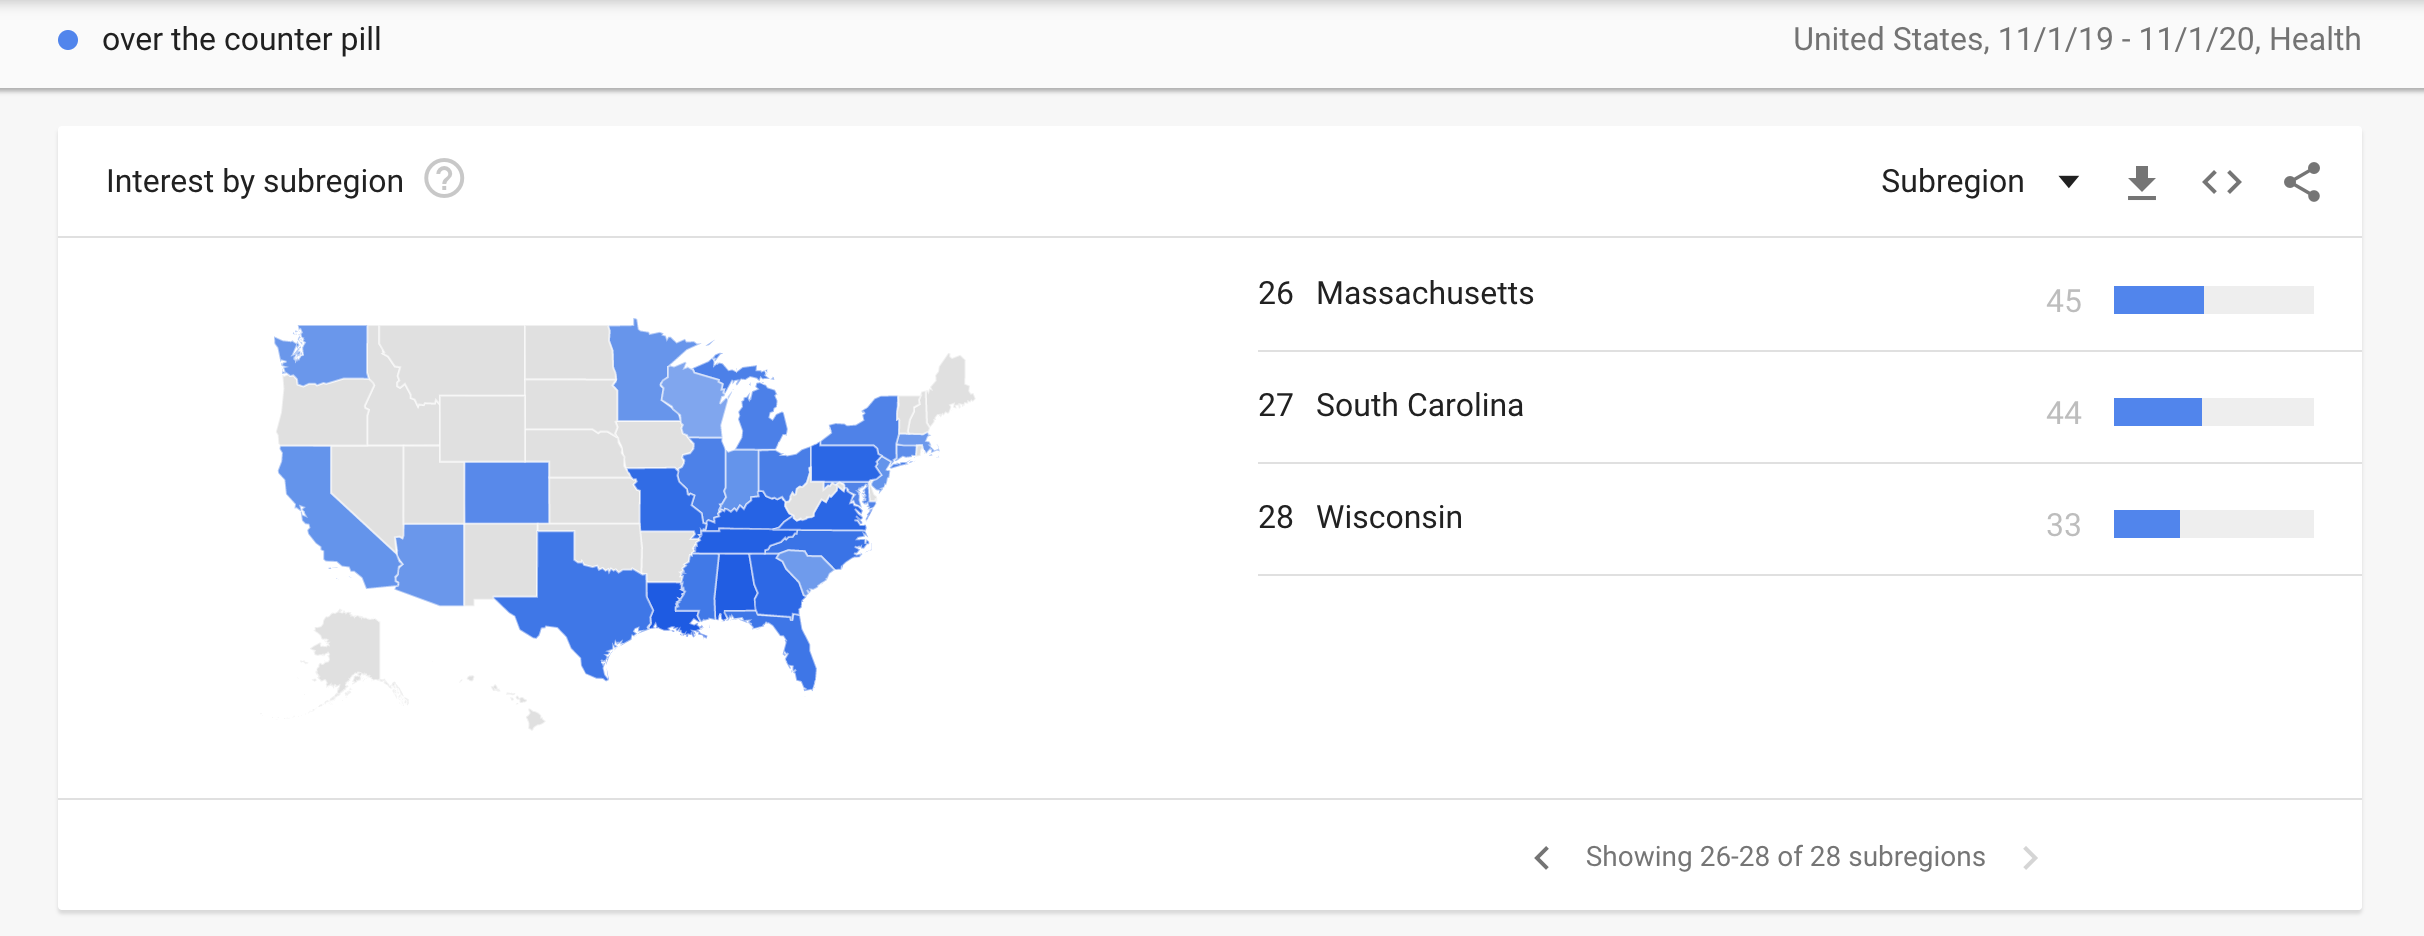 over the counter pill
United States, 11/1/19 - 11/1/20, Health
Interest by subregion ?
Subregion
26 Massachusetts 45
27 South Carolina 44
28 Wisconsin 33
Showing 26-28 of 28 subregions